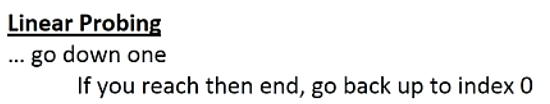 Linear Probing
... go down one
If you reach then end, go back up to index 0